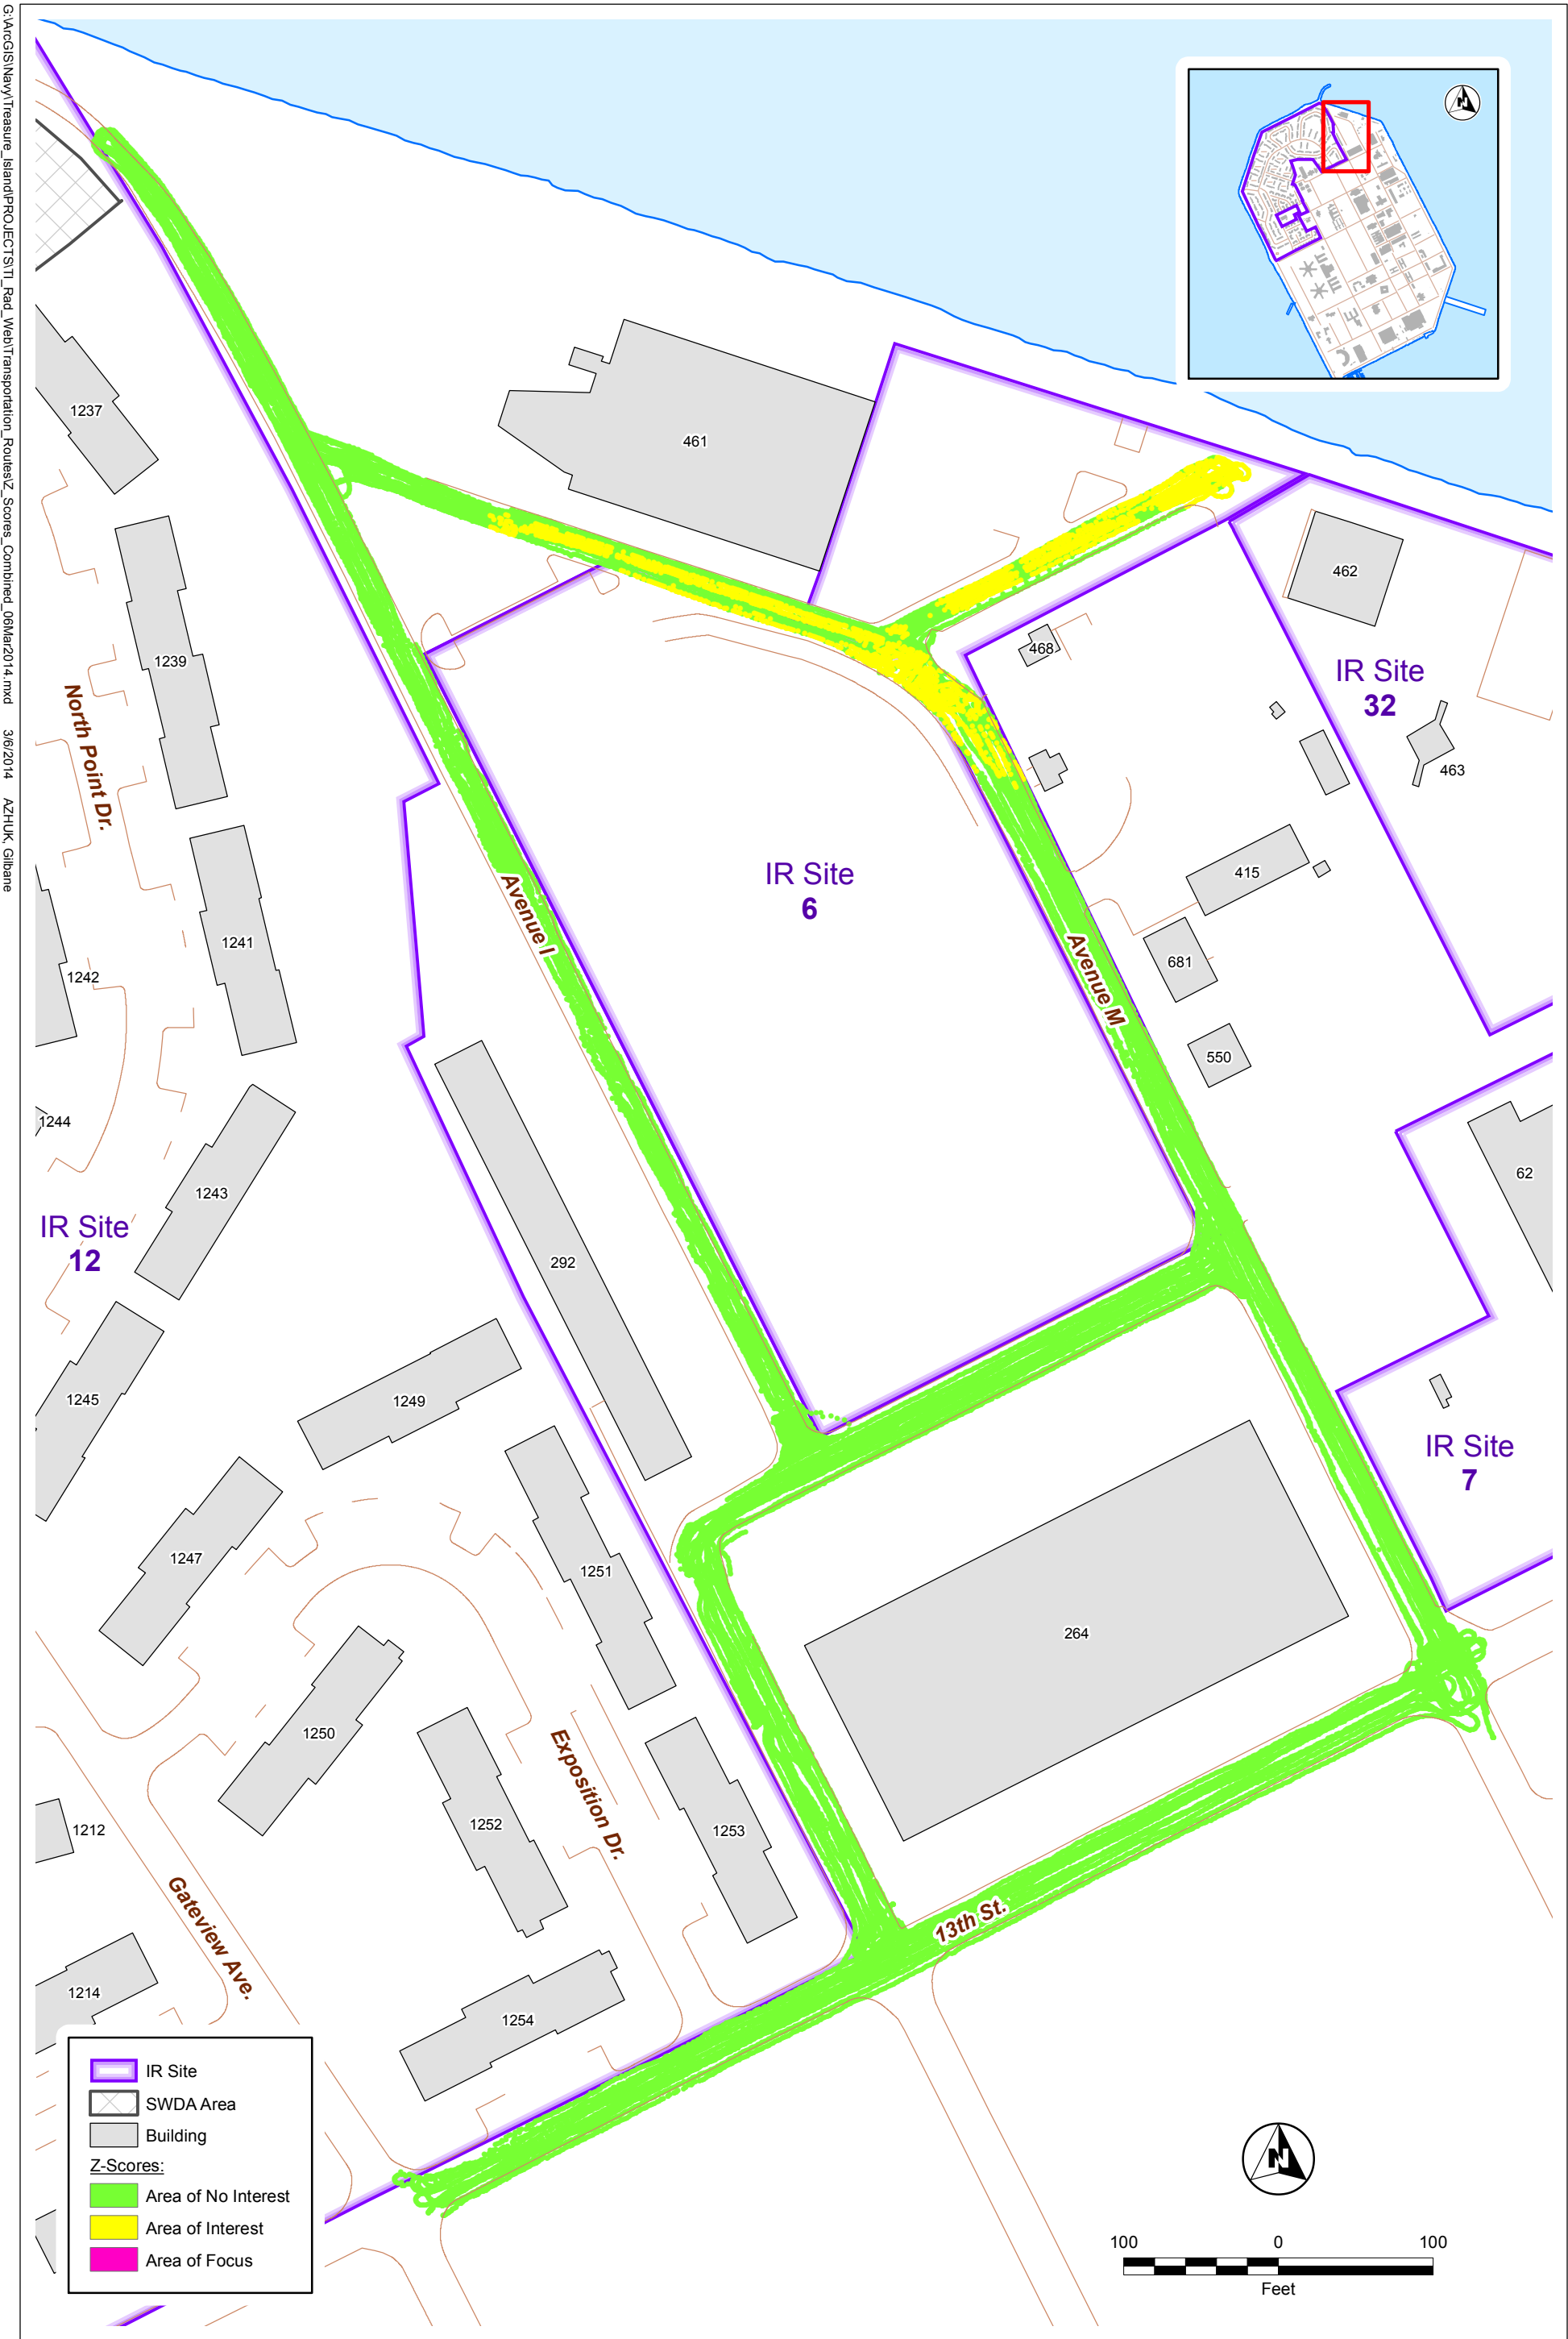 G:\ArcGIS\Navy\Treasure_Island\PROJECTS\TI_Rad_Web\Transportation_Routes\Z_Scores_Combined_06Mar2014.mxd 3/6/2014 AZHUK, Gilbane
N
1237
461
462
1239
468
IR Site
32
North Point Dr.
463
IR Site
6
415
Avenue I
1241
Avenue M
681
1242
550
1244
62
1243
IR Site
12
292
1245
1249
IR Site
7
1247
1251
264
1250
Exposition Dr.
1252
1253
1212
Gateview Ave.
13th St.
1214
1254
IR Site
SWDA Area
Building
Z-Scores:
Area of No Interest
Area of Interest
Area of Focus
N
100 0 100
Feet